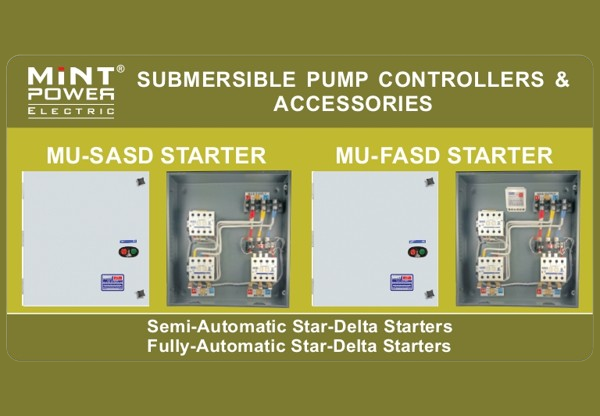 MiNT®
POWER
ELECTRIC
SUBMERSIBLE PUMP CONTROLLERS &
ACCESSORIES
MU-SASD STARTER
MU-FASD STARTER
Semi-Automatic Star-Delta Starters
Fully-Automatic Star-Delta Starters